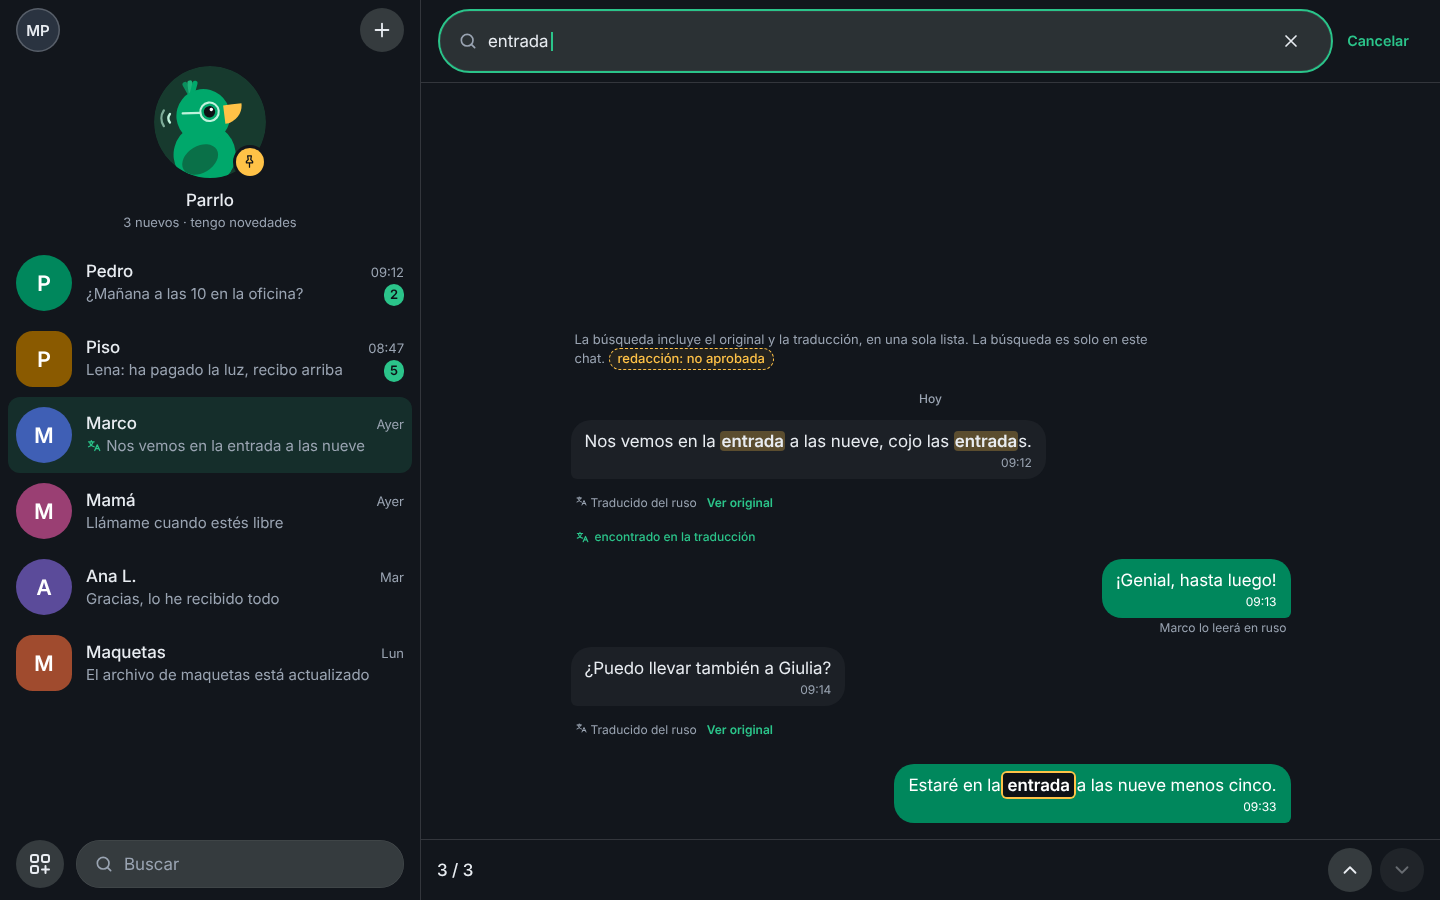 MP
Parrlo
3 nuevos · tengo novedades
P
Pedro
09:12
¿Mañana a las 10 en la oficina?
2
P
Piso
08:47
Lena: ha pagado la luz, recibo arriba
5
M
Marco
Ayer
Nos vemos en la entrada a las nueve
M
Mamá
Ayer
Llámame cuando estés libre
A
Ana L.
Mar
Gracias, lo he recibido todo
M
Maquetas
Lun
El archivo de maquetas está actualizado
Buscar
entrada
Cancelar
La búsqueda incluye el original y la traducción, en una sola lista. La búsqueda es solo en este
chat. redacción: no aprobada
Hoy
Nos vemos en la entrada a las nueve, cojo las entradas.
09:12
Traducido del ruso Ver original
encontrado en la traducción
¡Genial, hasta luego!
09:13
Marco lo leerá en ruso
¿Puedo llevar también a Giulia?
09:14
Traducido del ruso Ver original
Estaré en la entrada a las nueve menos cinco.
09:33
3 / 3